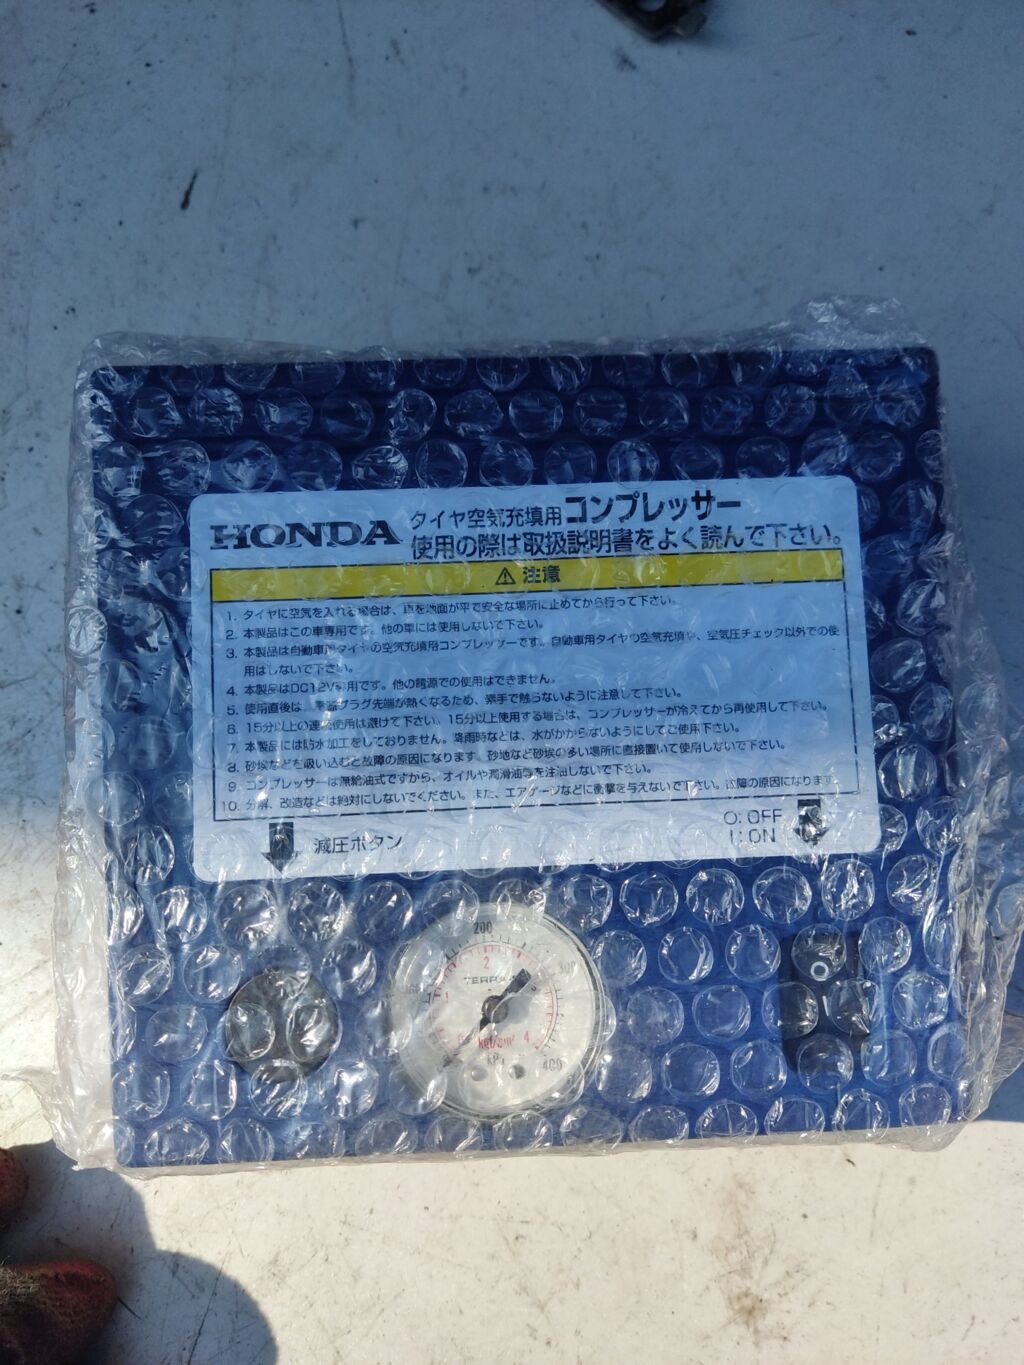 HONDA タイヤ空気充填用コンプレッサー
使用の際は取扱説明書をよく読んで下さい。
⚠ 注意
1. タイヤに空気を入れる場合は、車を地面が平で安全な場所に止めてから行って下さい。
2. 本製品はこの車専用です。他の車には使用しないで下さい。
3. 本製品は自動車用タイヤの空気充填用コンプレッサーです。自動車用タイヤの空気充填や、空気圧チェック以外での使
用はしないで下さい。
4. 本製品はDC12V専用です。他の電源での使用はできません。
5. 使用直後は、電源プラグ先端が熱くなるため、素手で触らないように注意して下さい。
6. 15分以上の連続使用は避けて下さい。15分以上使用する場合は、コンプレッサーが冷えてから再使用して下さい。
7. 本製品には防水加工をしておりません。降雨時などは、水がかからないようにしてご使用下さい。
8. 砂埃などを吸い込むと故障の原因になります。砂地など砂埃の多い場所に直接置いて使用しないで下さい。
9. コンプレッサーは無給油式ですから、オイルや潤滑油等を注油しないで下さい。
10. 分解、改造などは絶対にしないでください。また、エアゲージなどに衝撃を与えないで下さい。故障の原因になります。
減圧ボタン
O: OFF
I: ON
200
2
300
1
kgf/cm² 4
kPa
400